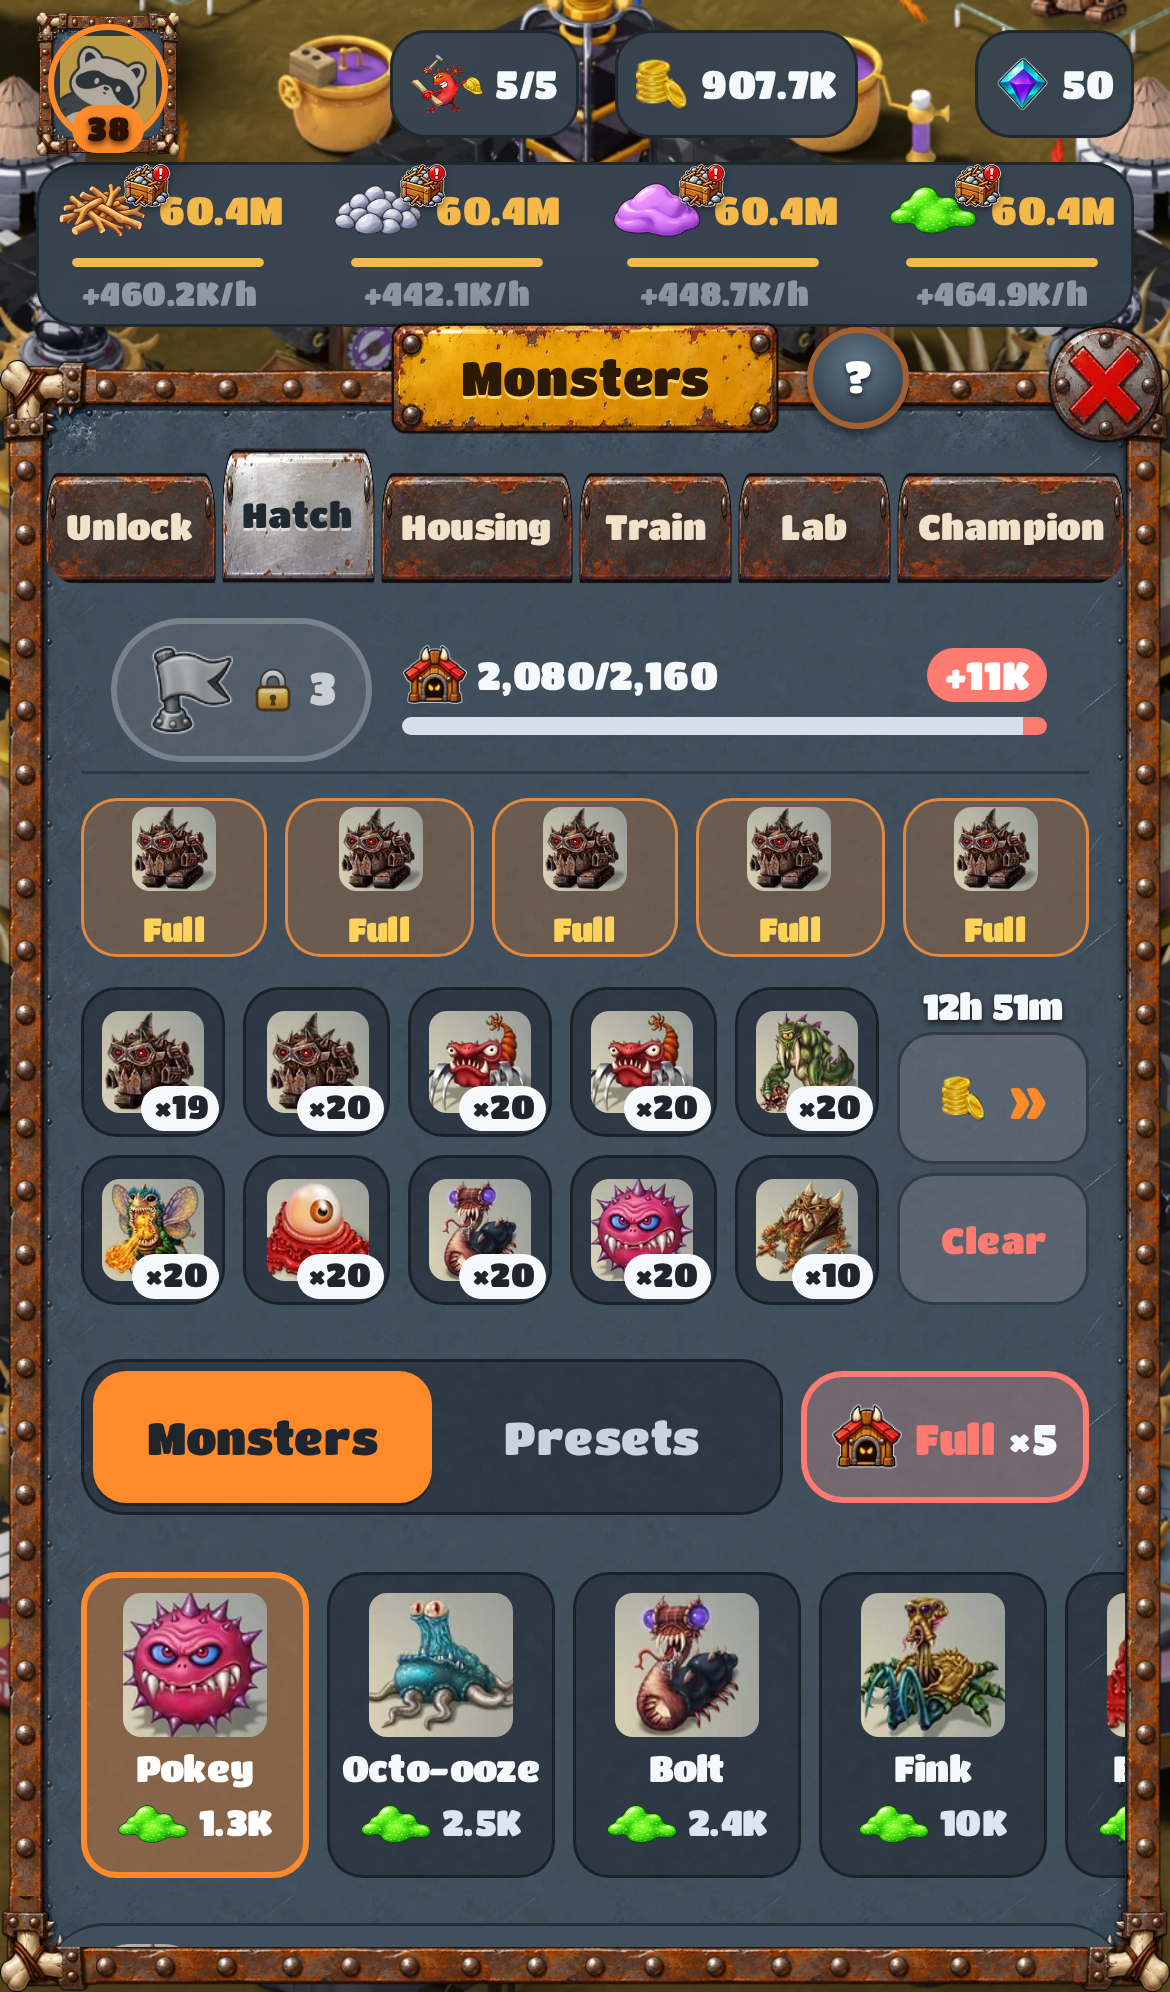 38
5/5
907.7K
50
60.4M
60.4M
60.4M
60.4M
+460.2K/h
+442.1K/h
+448.7K/h
+464.9K/h
Monsters
?
Unlock
Hatch
Housing
Train
Lab
Champion
3
2,080/2,160
+11K
Full
Full
Full
Full
Full
12h 51m
×19
×20
×20
×20
×20
×20
×20
×20
×20
×10
»
Clear
Monsters
Presets
Full ×5
Pokey
Octo-ooze
Bolt
Fink
1.3K
2.5K
2.4K
10K